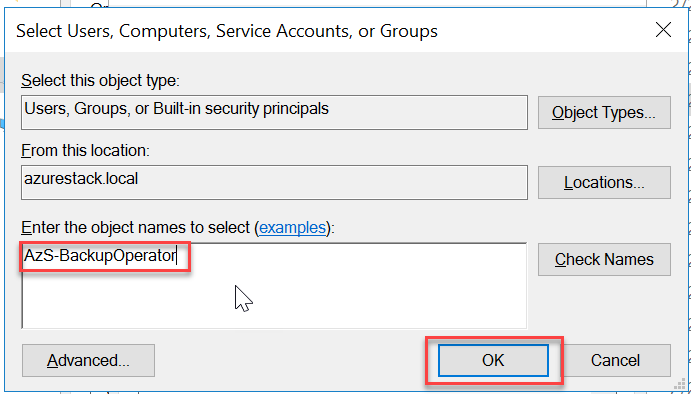 Select Users, Computers, Service Accounts, or Groups
Select this object type:
Users, Groups, or Built-in security principals
Object Types...
From this location:
azurestack.local
Locations...
Enter the object names to select (examples):
AzS-BackupOperator
Check Names
Advanced...
OK
Cancel